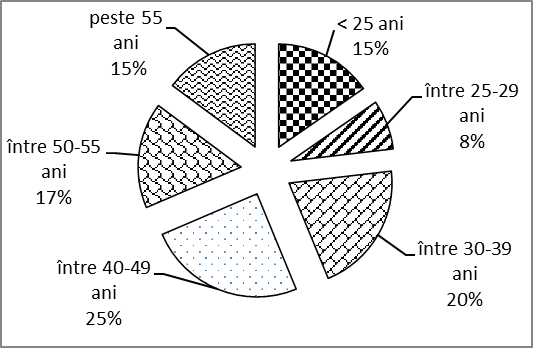 peste 55
ani
15%
< 25 ani
15%
între 25-29
ani
8%
între 50-55
ani
17%
între 30-39
ani
20%
între 40-49
ani
25%